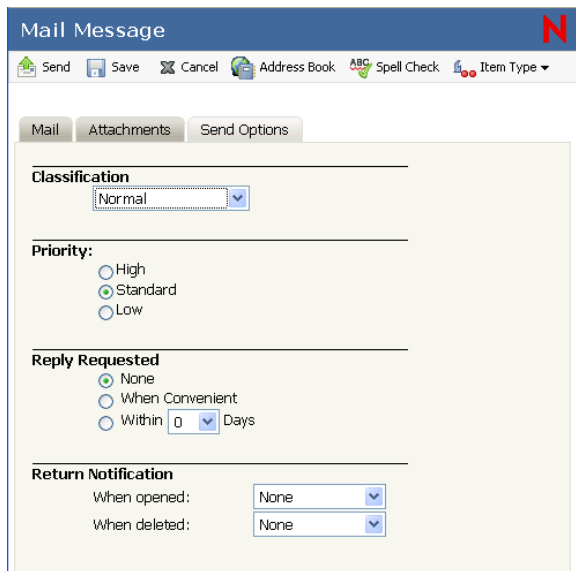 Mail Message N
Send Save Cancel Address Book ABC Spell Check Item Type
Mail Attachments Send Options
Classification
Normal
Priority:
High
Standard
Low
Reply Requested
None
When Convenient
Within 0 Days
Return Notification
When opened: None
When deleted: None